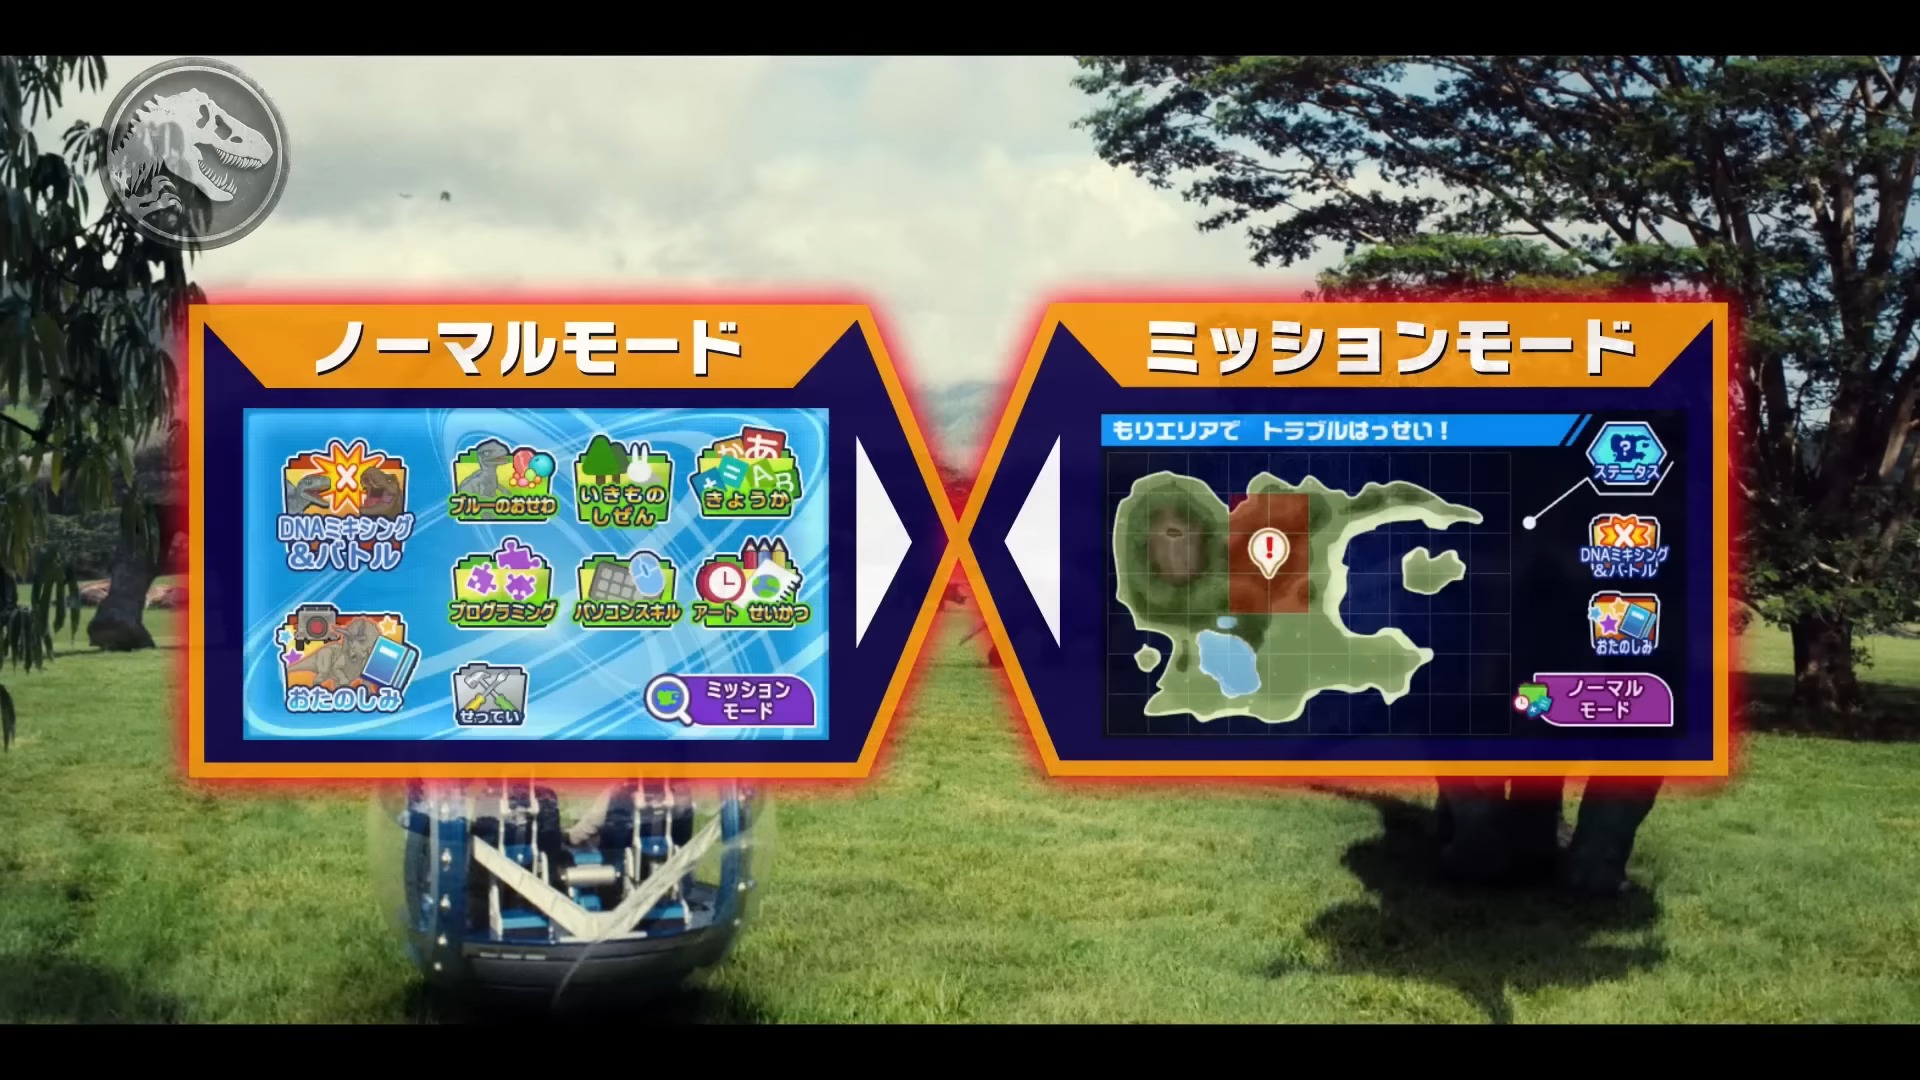 ノーマルモード
DNAミキシング
&バトル
ブルーのおせわ
いきもの
しぜん
あ
か
AB
きょうか
プログラミング
パソコンスキル
アート せいかつ
おたのしみ
せってい
ミッション
モード
ミッションモード
もりエリアで トラブルはっせい!
!
?
ステータス
DNAミキシング
&バトル
おたのしみ
ノーマル
モード